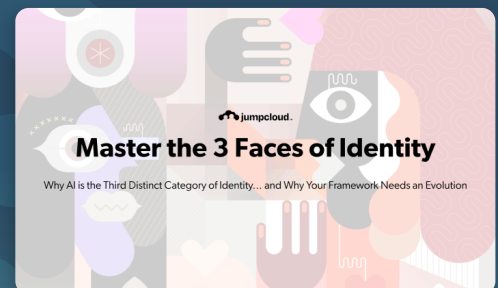 jumpcloud
Master the 3 Faces of Identity
Why AI is the Third Distinct Category of Identity... and Why Your Framework Needs an Evolution